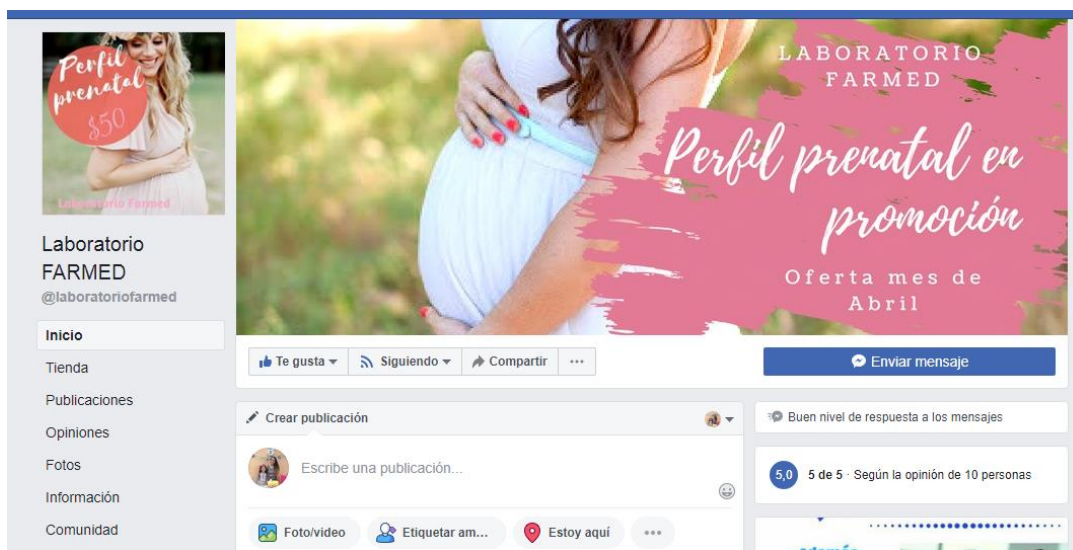 Perfil
prenatal
$50
Laboratorio Farmed
Laboratorio
FARMED
@laboratoriofarmed
Inicio
Tienda
Publicaciones
Opiniones
Fotos
Información
Comunidad
LABORATORIO
FARMED
Perfil prenatal en
promoción
Oferta mes de
Abril
Te gusta
Siguiendo
Compartir
Enviar mensaje
Crear publicación
Escribe una publicación...
Foto/video
Etiquetar am...
Estoy aquí
Buen nivel de respuesta a los mensajes
5,0
5 de 5 · Según la opinión de 10 personas